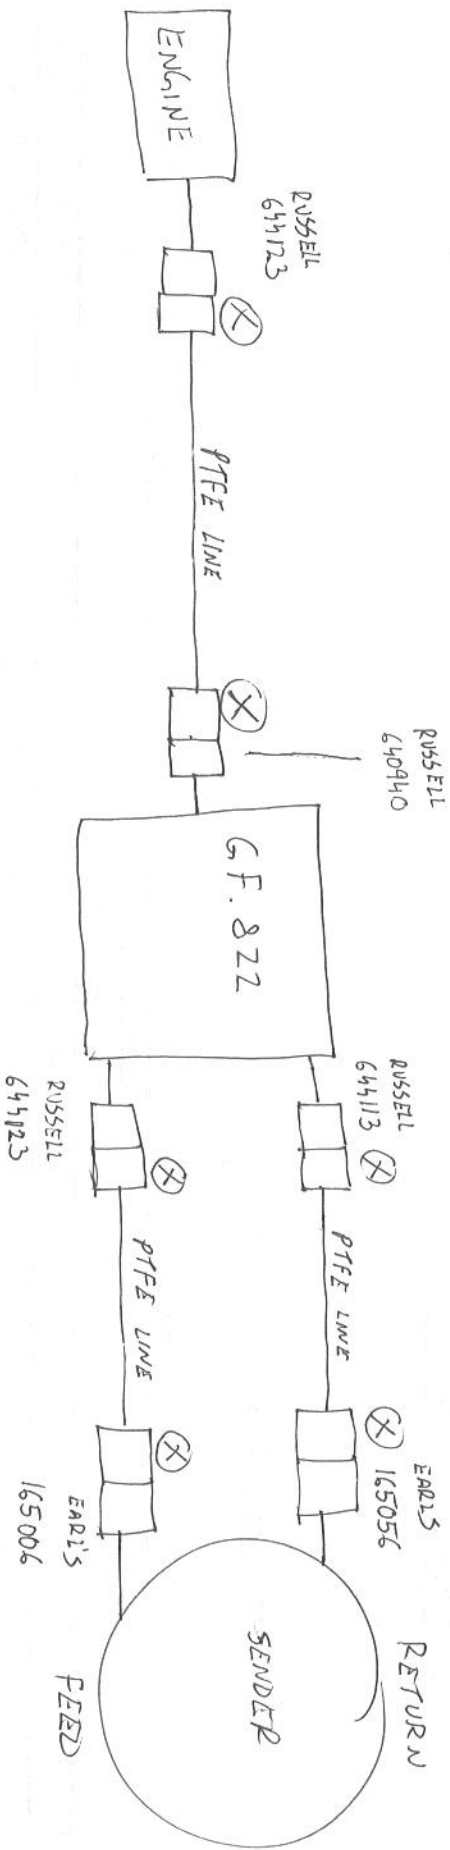 ENGINE
RUSSELL
644123
X
PTFE LINE
X
RUSSELL
640940
GF.822
RUSSELL
644113
X
PTFE LINE
X
EARLS
165056
RETURN
RUSSELL
644123
X
PTFE LINE
X
EARL'S
165006
FEED
SENDER